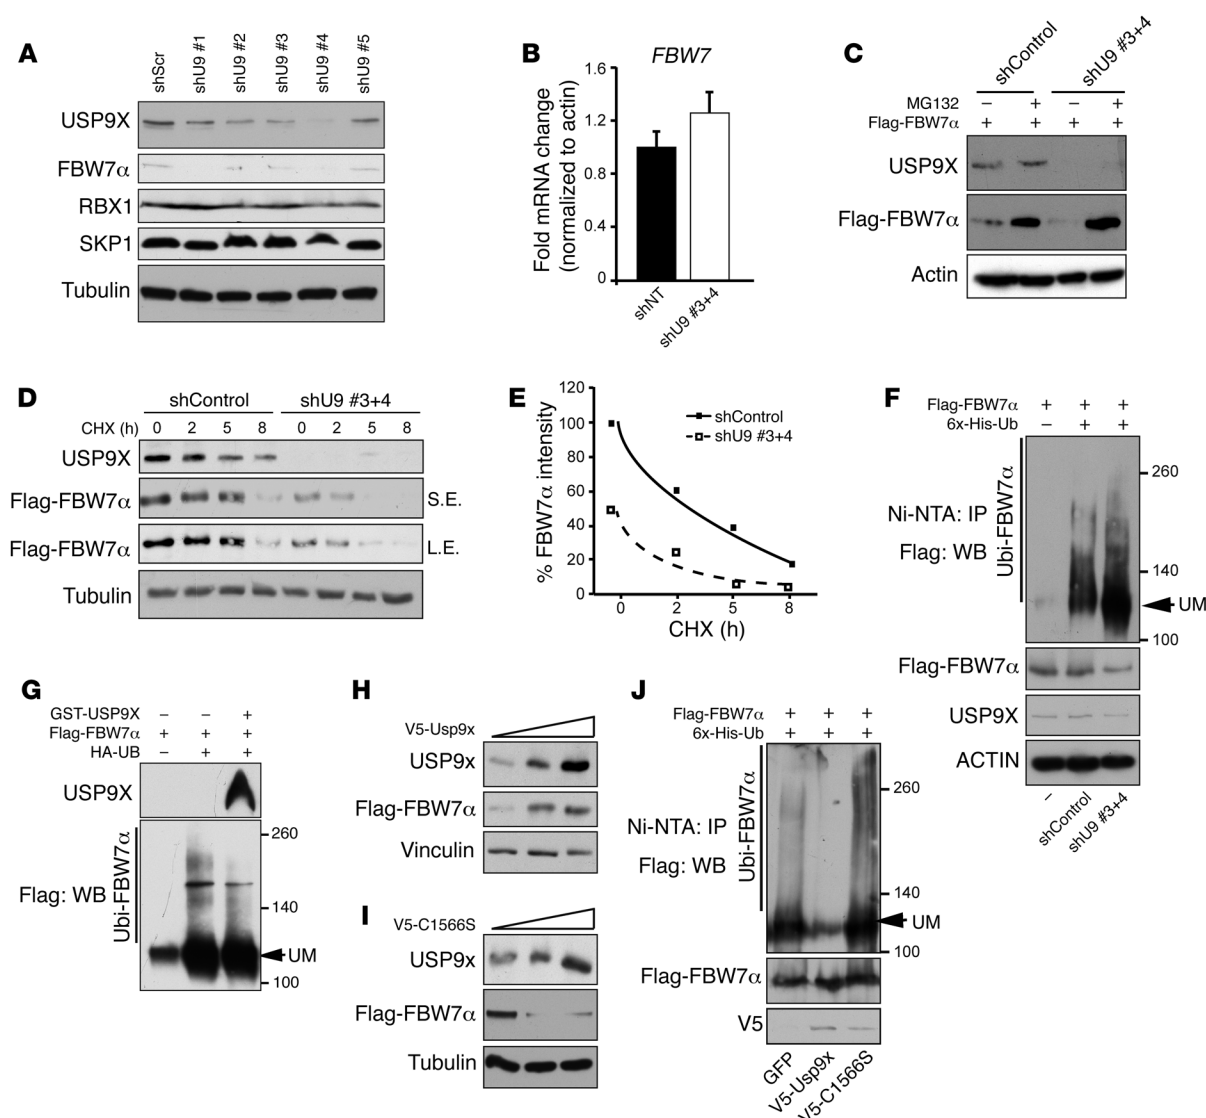 A
shScr
shU9 #1
shU9 #2
shU9 #3
shU9 #4
shU9 #5
USP9X
FBW7α
RBX1
SKP1
Tubulin
B
FBW7
Fold mRNA change
(normalized to actin)
1.6
1.2
0.8
0.4
0
shNT
shU9 #3+4
C
shControl
shU9 #3+4
MG132 – + – +
Flag-FBW7α + + + +
USP9X
Flag-FBW7α
Actin
D
shControl shU9 #3+4
CHX (h) 0 2 5 8 0 2 5 8
USP9X
Flag-FBW7α S.E.
Flag-FBW7α L.E.
Tubulin
E
% FBW7α intensity
120
100
80
60
40
20
0
shControl
shU9 #3+4
0 2 5 8
CHX (h)
F
Flag-FBW7α + + +
6x-His-Ub – + +
Ni-NTA: IP
Flag: WB
Ubi-FBW7α
260
140
UM
100
Flag-FBW7α
USP9X
ACTIN
–
shControl
shU9 #3+4
G
GST-USP9X – – +
Flag-FBW7α + + +
HA-UB – + +
USP9X
Flag: WB
Ubi-FBW7α
260
140
UM
100
H
V5-Usp9x
USP9x
Flag-FBW7α
Vinculin
I
V5-C1566S
USP9x
Flag-FBW7α
Tubulin
J
Flag-FBW7α + + +
6x-His-Ub + + +
Ni-NTA: IP
Flag: WB
Ubi-FBW7α
260
140
UM
100
Flag-FBW7α
V5
GFP
V5-Usp9x
V5-C1566S